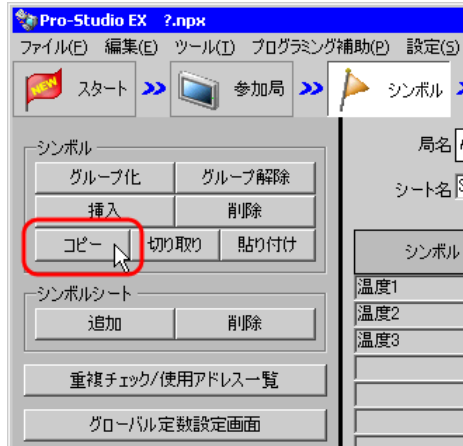 Pro-Studio EX ?.npx
ファイル(F) 編集(E) ツール(T) プログラミング補助(P) 設定(S)
NEW スタート 参加局 シンボル
シンボル
グループ化 グループ解除
挿入 削除
コピー 切り取り 貼り付け
シンボルシート
追加 削除
重複チェック/使用アドレス一覧
グローバル定数設定画面
局名
シート名 S
シンボル
温度1
温度2
温度3